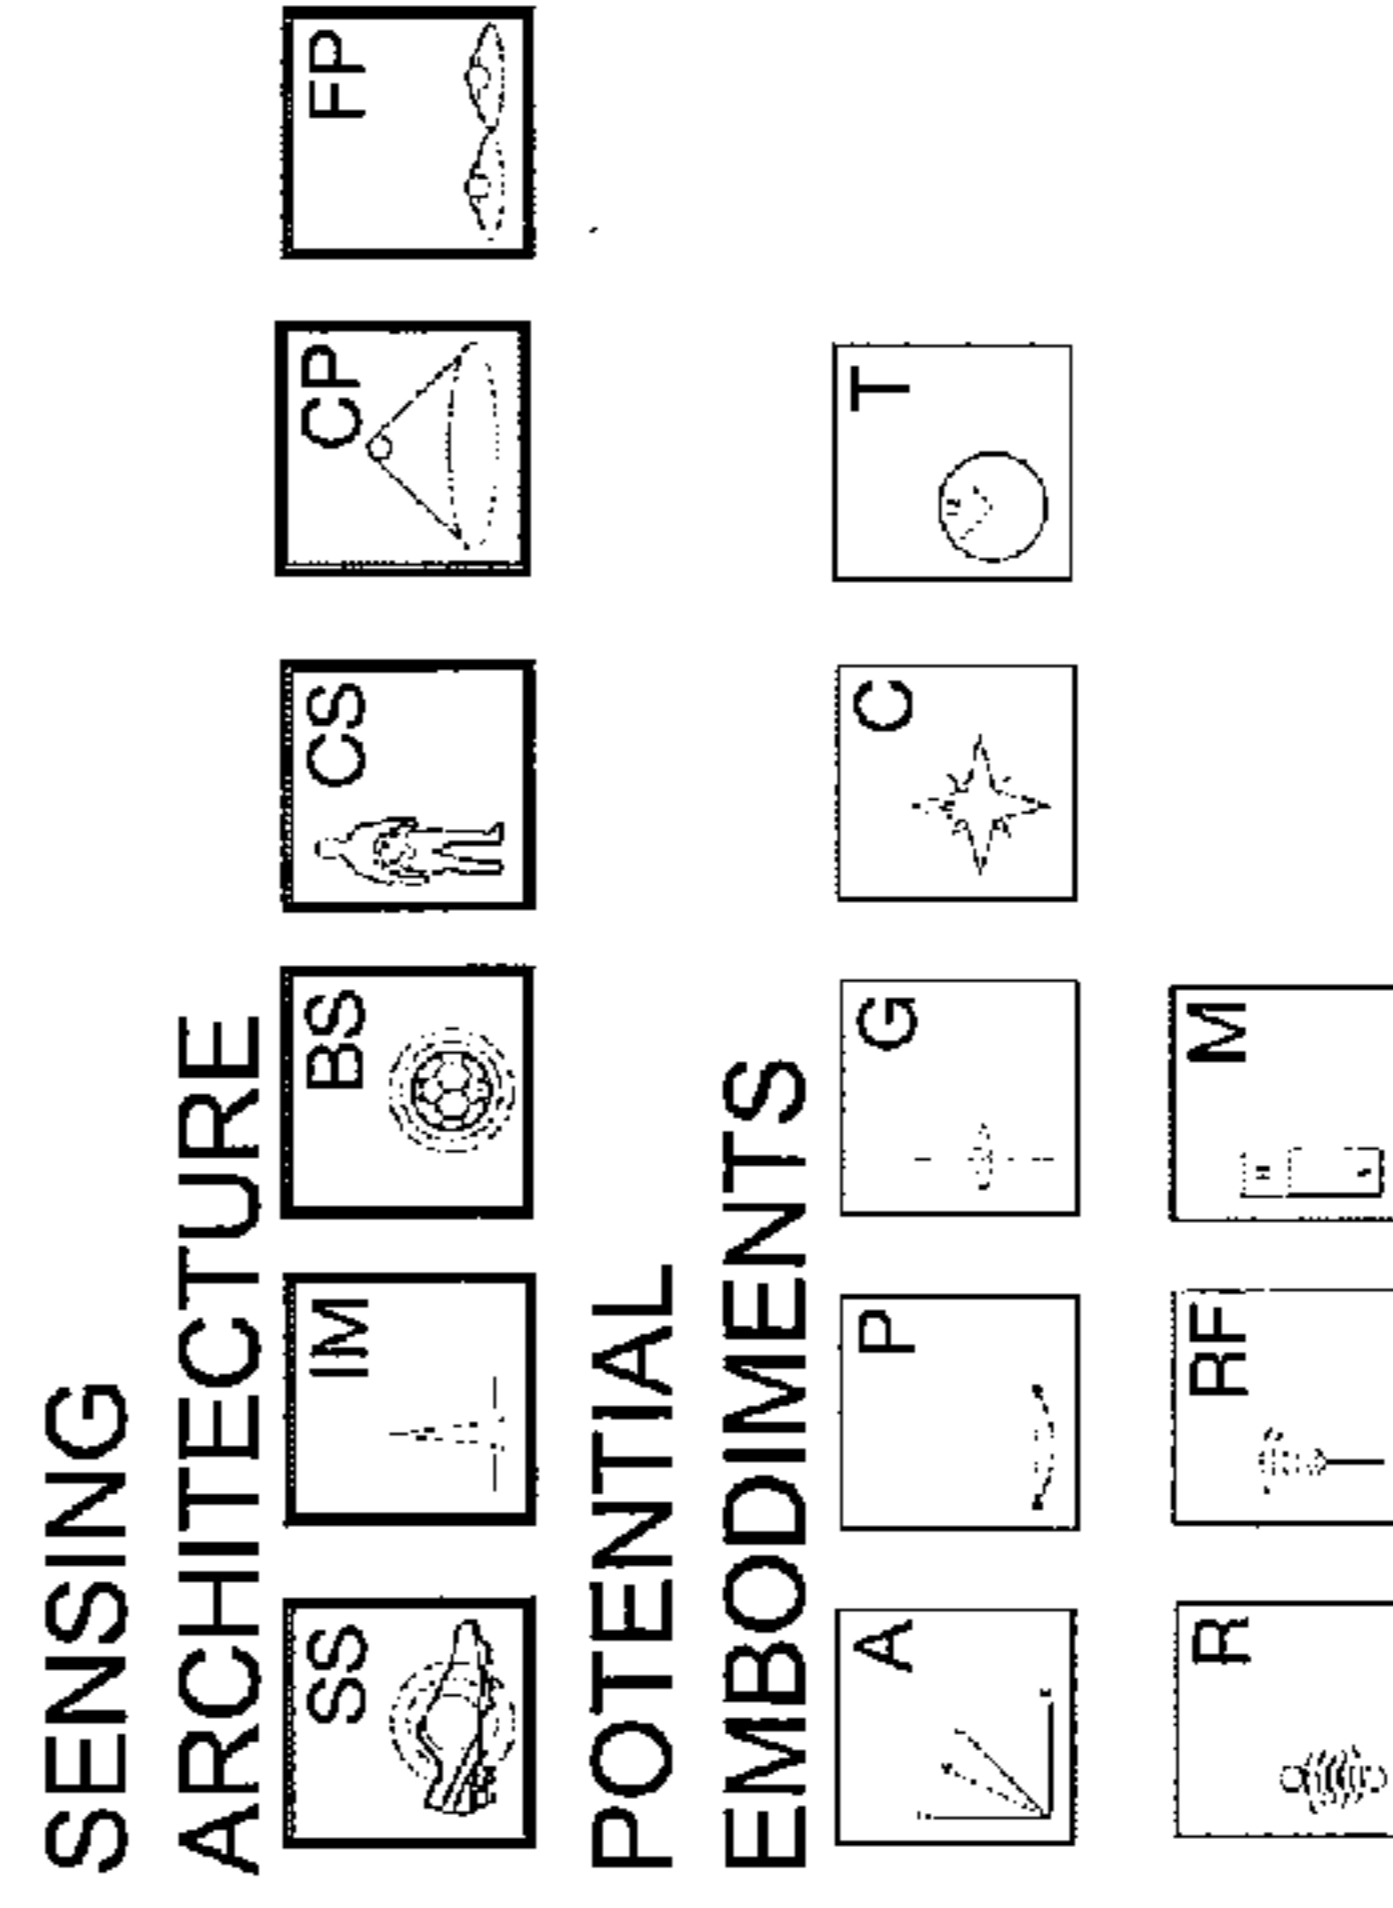 SENSING
ARCHITECTURE
SS IM BS CS CP FP
POTENTIAL
EMBODIMENTS
A P G C T
R RF M